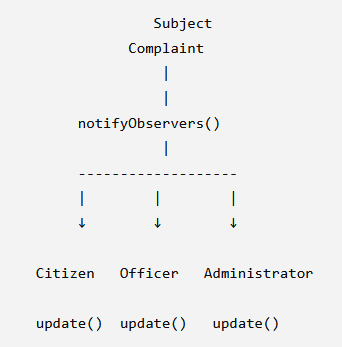 Subject
Complaint
|
|
notifyObservers()
|
-------------------
| | |
↓ ↓ ↓
Citizen Officer Administrator
update() update() update()